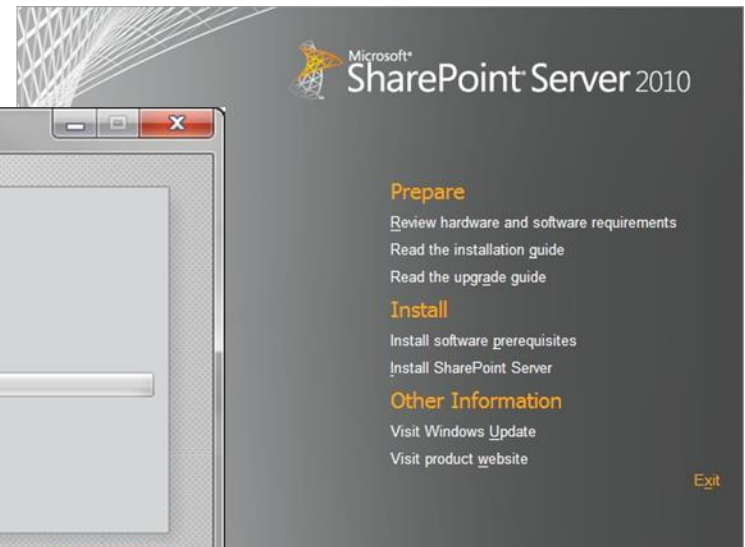 Microsoft®
SharePoint® Server 2010
Prepare
Review hardware and software requirements
Read the installation guide
Read the upgrade guide
Install
Install software prerequisites
Install SharePoint Server
Other Information
Visit Windows Update
Visit product website
Exit